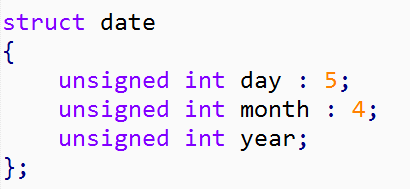 struct date
{
    unsigned int day : 5;
    unsigned int month : 4;
    unsigned int year;
};